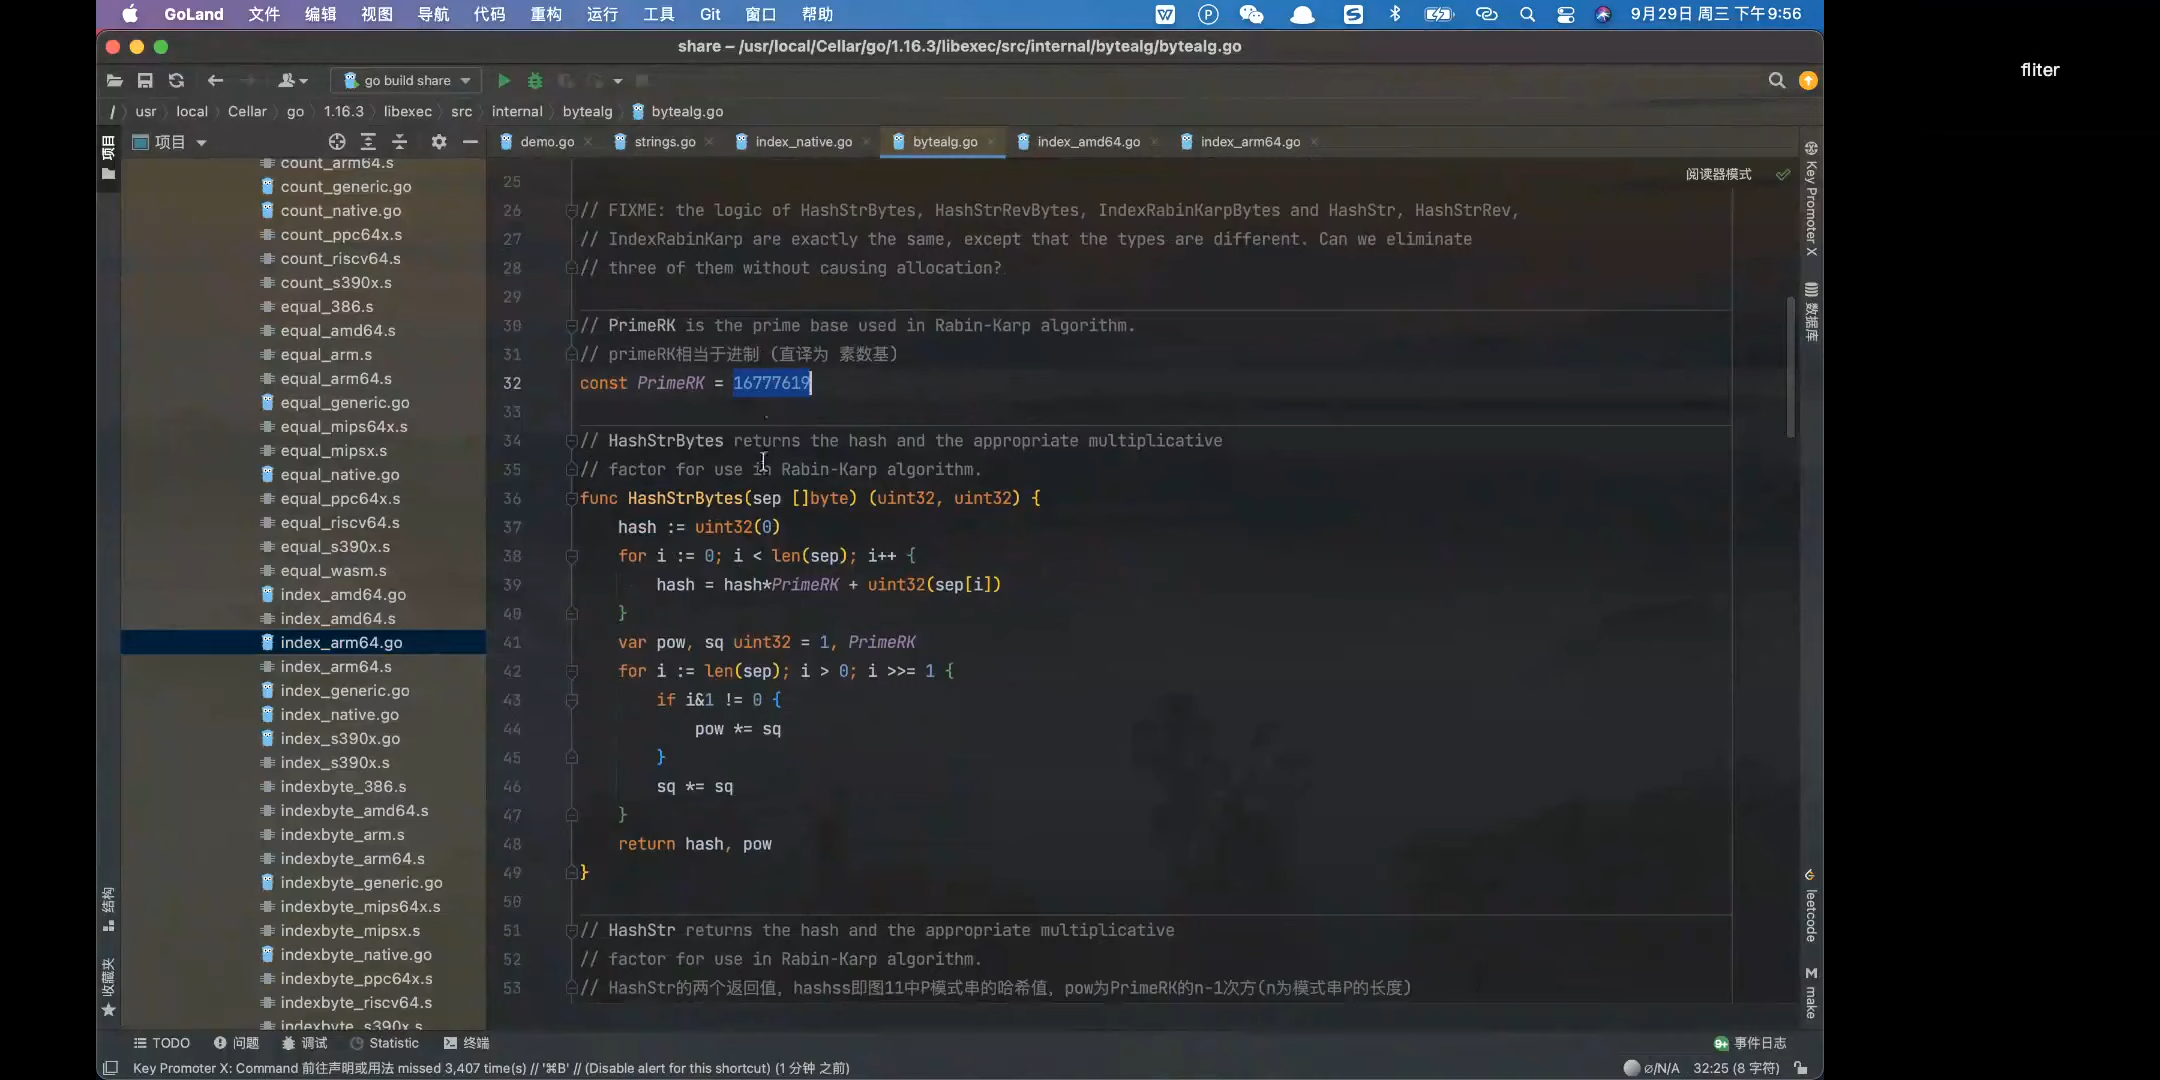 GoLand 文件 编辑 视图 导航 代码 重构 运行 工具 Git 窗口 帮助 9月29日 周三 下午9:56
share – /usr/local/Cellar/go/1.16.3/libexec/src/internal/bytealg/bytealg.go
fliter
go build share
/ usr local Cellar go 1.16.3 libexec src internal bytealg bytealg.go
项目 demo.go strings.go index_native.go bytealg.go index_amd64.go index_arm64.go
项目
阅读器模式
count_arm64.s
count_generic.go
count_native.go
count_ppc64x.s
count_riscv64.s
count_s390x.s
equal_386.s
equal_amd64.s
equal_arm.s
equal_arm64.s
equal_generic.go
equal_mips64x.s
equal_mipsx.s
equal_native.go
equal_ppc64x.s
equal_riscv64.s
equal_s390x.s
equal_wasm.s
index_amd64.go
index_amd64.s
index_arm64.go
index_arm64.s
index_generic.go
index_native.go
index_s390x.go
index_s390x.s
indexbyte_386.s
indexbyte_amd64.s
indexbyte_arm.s
indexbyte_arm64.s
indexbyte_generic.go
indexbyte_mips64x.s
indexbyte_mipsx.s
indexbyte_native.go
indexbyte_ppc64x.s
indexbyte_riscv64.s
indexbyte_s390x.s
结构
收藏夹
25
26 // FIXME: the logic of HashStrBytes, HashStrRevBytes, IndexRabinKarpBytes and HashStr, HashStrRev,
27 // IndexRabinKarp are exactly the same, except that the types are different. Can we eliminate
28 // three of them without causing allocation?
29
30 // PrimeRK is the prime base used in Rabin-Karp algorithm.
31 // primeRK相当于进制 (直译为 素数基)
32 const PrimeRK = 16777619
33
34 // HashStrBytes returns the hash and the appropriate multiplicative
35 // factor for use in Rabin-Karp algorithm.
36 func HashStrBytes(sep []byte) (uint32, uint32) {
37 hash := uint32(0)
38 for i := 0; i < len(sep); i++ {
39 hash = hash*PrimeRK + uint32(sep[i])
40 }
41 var pow, sq uint32 = 1, PrimeRK
42 for i := len(sep); i > 0; i >>= 1 {
43 if i&1 != 0 {
44 pow *= sq
45 }
46 sq *= sq
47 }
48 return hash, pow
49 }
50
51 // HashStr returns the hash and the appropriate multiplicative
52 // factor for use in Rabin-Karp algorithm.
53 // HashStr的两个返回值, hashss即图11中P模式串的哈希值, pow为PrimeRK的n-1次方(n为模式串P的长度)
Key Promoter X
数据库
leetcode
make
TODO 问题 调试 Statistic 终端 9+ 事件日志
Key Promoter X: Command 前往声明或用法 missed 3,407 time(s) // '⌘B' // (Disable alert for this shortcut) (1 分钟 之前) ⌀/N/A 32:25 (8 字符)